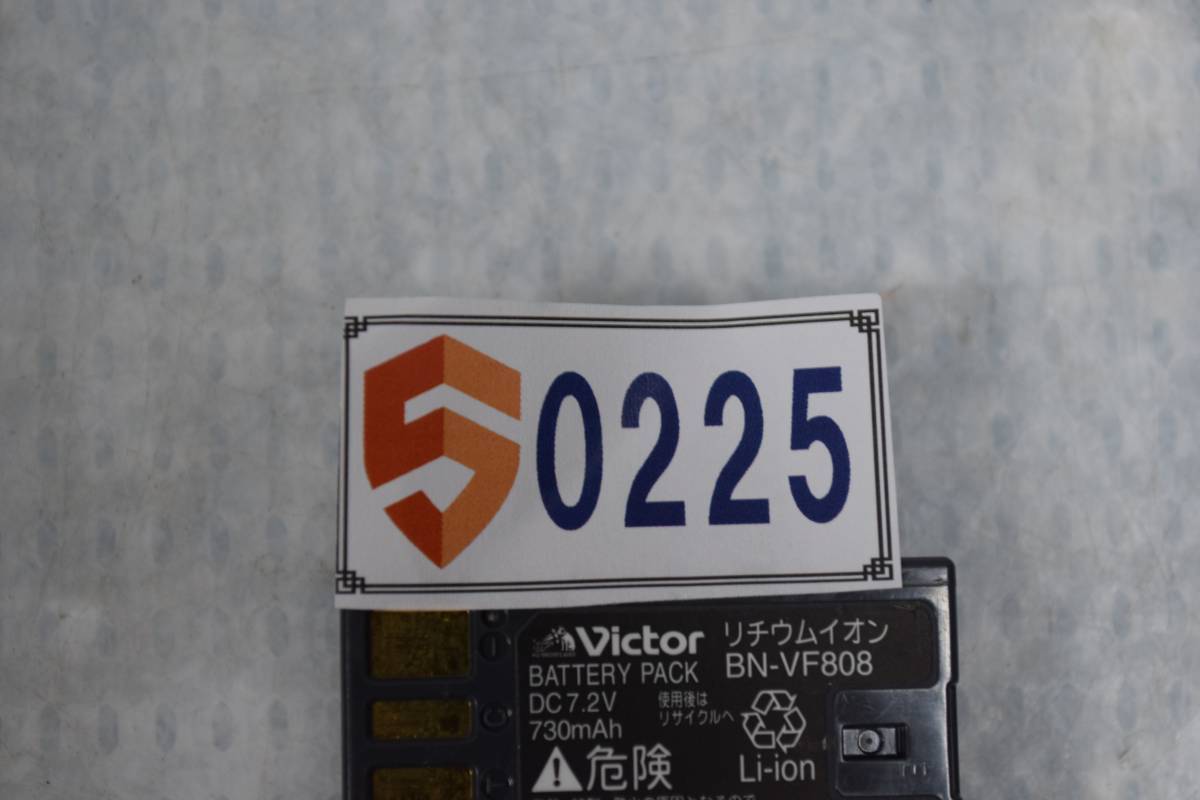 0225
Victor
リチウムイオン
BATTERY PACK
BN-VF808
DC 7.2V
730mAh
使用後は
リサイクルへ
危険
Li-ion
C
T